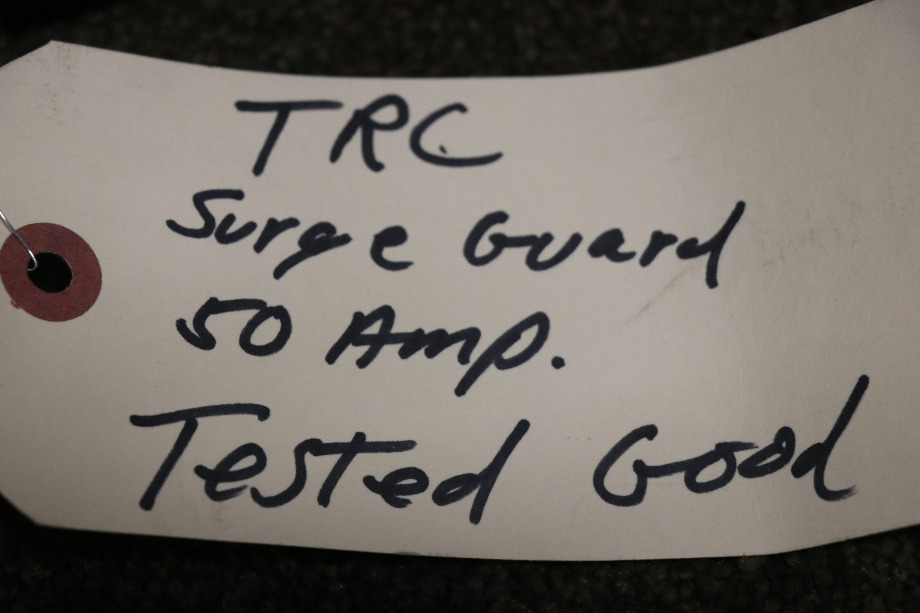 TRC
Surge Guard
50 Amp.
Tested Good